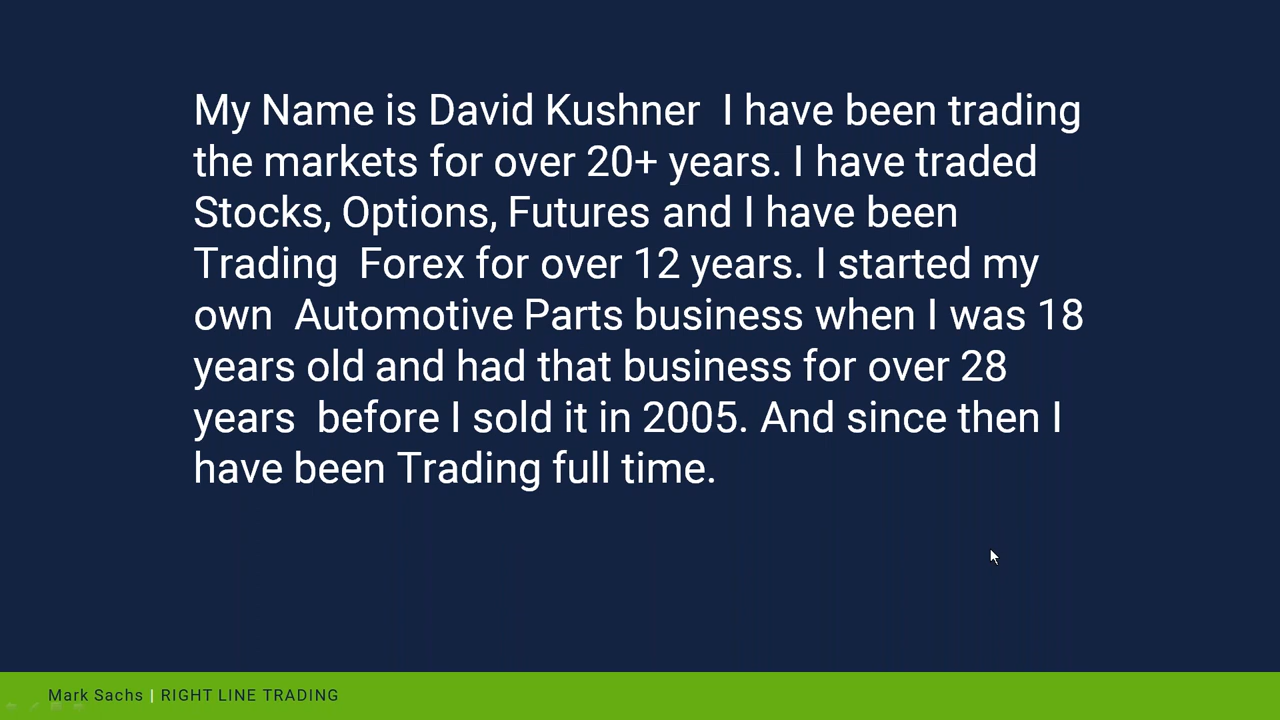 My Name is David Kushner  I have been trading
the markets for over 20+ years. I have traded
Stocks, Options, Futures and I have been
Trading  Forex for over 12 years. I started my
own  Automotive Parts business when I was 18
years old and had that business for over 28
years  before I sold it in 2005. And since then I
have been Trading full time.
Mark Sachs | RIGHT LINE TRADING